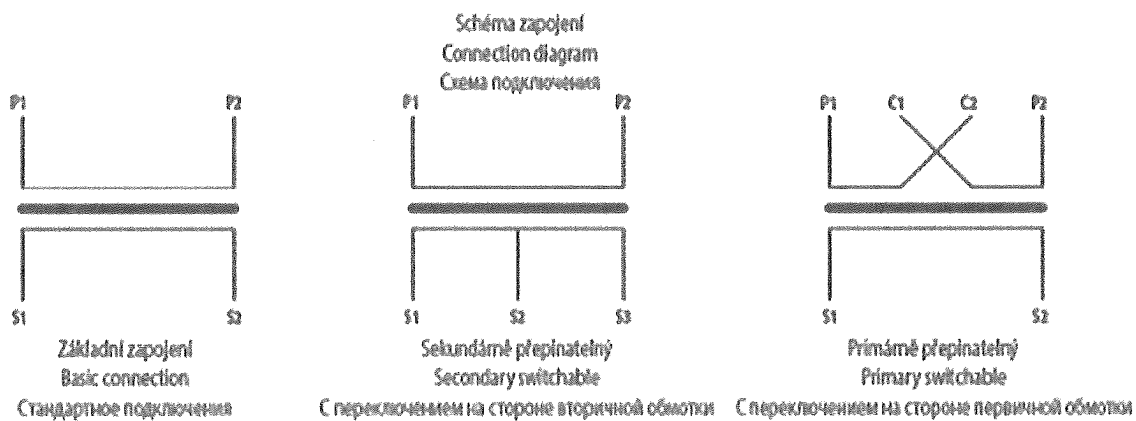 Schéma zapojení
Connection diagram
Схема подключения
P1 P2
P1 P2
P1 C1 C2 P2
S1 S2
S1 S2 S3
S1 S2
Základní zapojení
Basic connection
Стандартное подключения
Sekundárně přepínatelný
Secondary switchable
С переключением на стороне вторичной обмотки
Primárně přepínatelný
Primary switchable
С переключением на стороне первичной обмотки